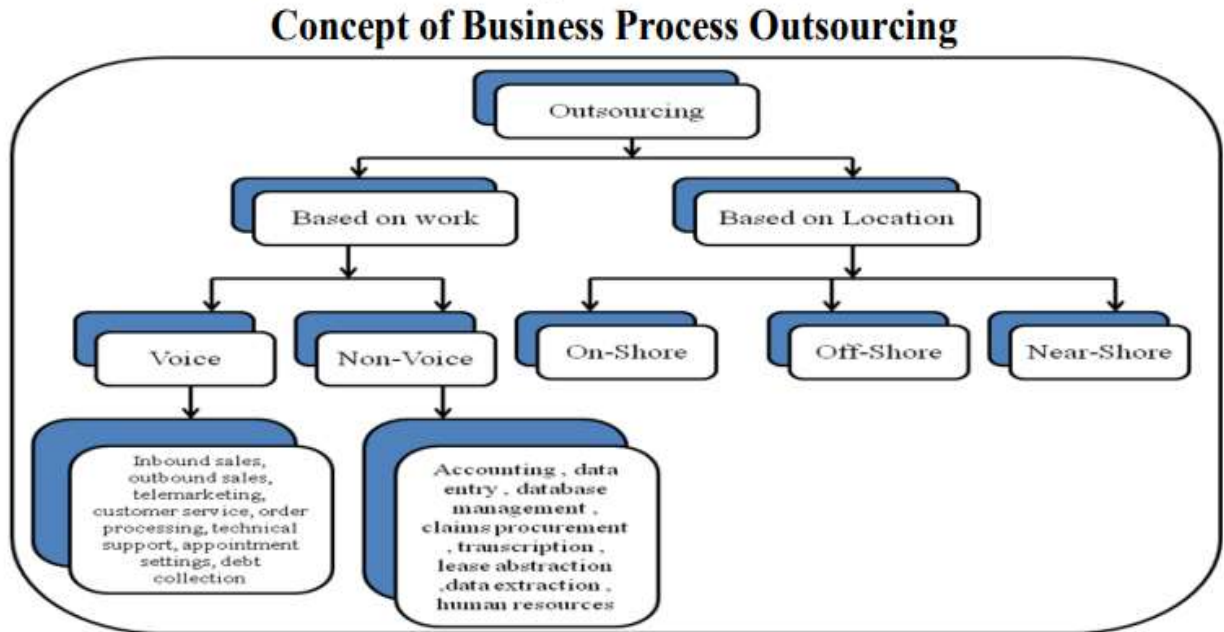 Concept of Business Process Outsourcing
Outsourcing
Based on work
Based on Location
Voice
Non-Voice
On-Shore
Off-Shore
Near-Shore
Inbound sales,
outbound sales,
telemarketing,
customer service, order
processing, technical
support, appointment
settings, debt
collection
Accounting , data
entry , database
management ,
claims procurement
, transcription ,
lease abstraction
,data extraction ,
human resources